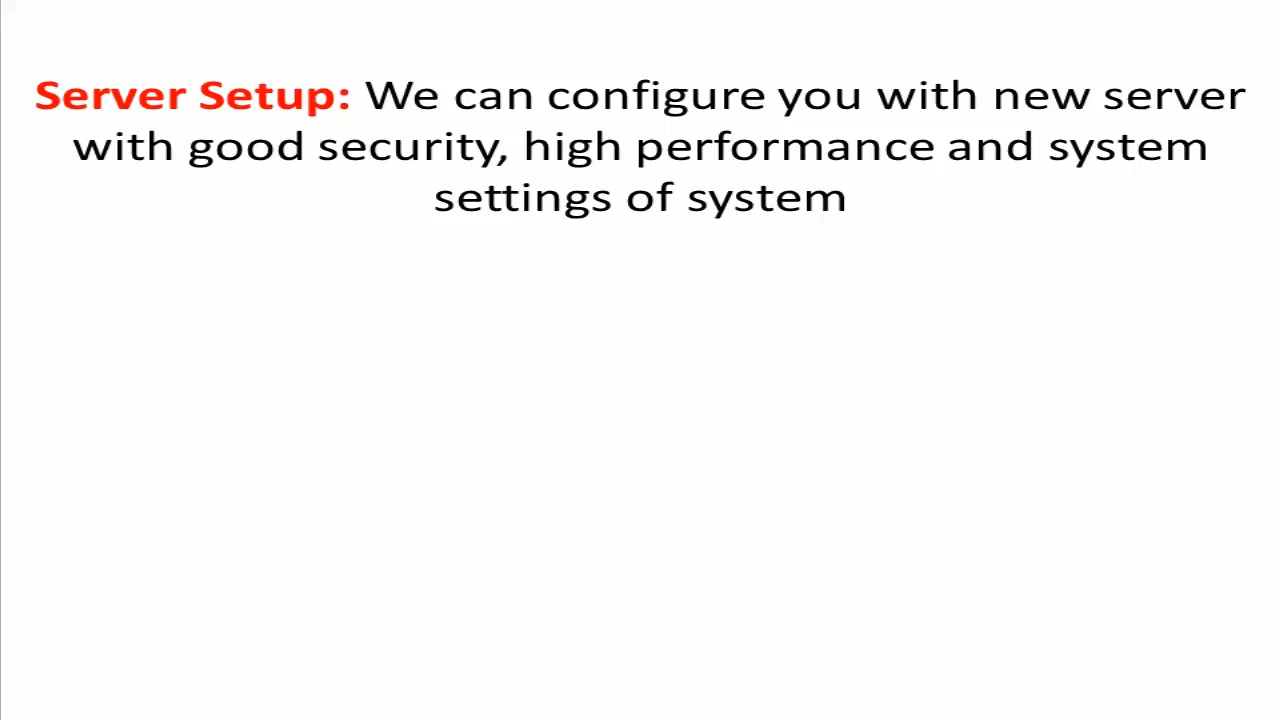 Server Setup: We can configure you with new server
with good security, high performance and system
settings of system